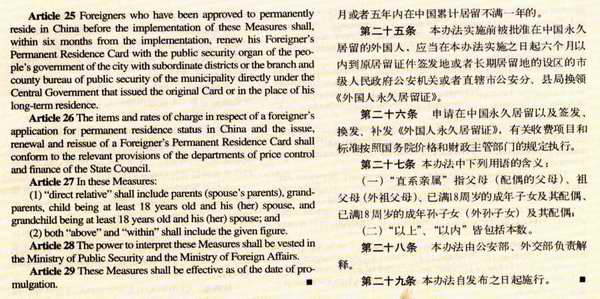 Article 25 Foreigners who have been approved to permanently
reside in China before the implementation of these Measures shall,
within six months from the implementation, renew his Foreigner's
Permanent Residence Card with the public security organ of the peo-
ple's government of the city with subordinate districts or the branch and
county bureau of public security of the municipality directly under the
Central Government that issued the original Card or in the place of his
long-term residence.
Article 26 The items and rates of charge in respect of a foreigner's
application for permanent residence status in China and the issue,
renewal and reissue of a Foreigner's Permanent Residence Card shall
conform to the relevant provisions of the departments of price control
and finance of the State Council.
Article 27 In these Measures:
(1) "direct relative" shall include parents (spouse's parents), grand-
parents, child being at least 18 years old and his (her) spouse, and
grandchild being at least 18 years old and his (her) spouse; and
(2) both "above" and "within" shall include the given figure.
Article 28 The power to interpret these Measures shall be vested in
the Ministry of Public Security and the Ministry of Foreign Affairs.
Article 29 These Measures shall be effective as of the date of pro-
mulgation. ■
月或者五年内在中国累计居留不满一年的。
第二十五条 本办法实施前被批准在中国永久
居留的外国人，应当在本办法实施之日起六个月以
内到原居留证件签发地或者长期居留地的设区的市
级人民政府公安机关或者直辖市公安分、县局换领
《外国人永久居留证》。
第二十六条 申请在中国永久居留以及签发、
换发、补发《外国人永久居留证》，有关收费项目和
标准按照国务院价格和财政主管部门的规定执行。
第二十七条 本办法中下列用语的含义：
（一）“直系亲属”指父母（配偶的父母）、祖
父母（外祖父母）、已满18周岁的成年子女及其配偶、
已满18周岁的成年孙子女（外孙子女）及其配偶；
（二）“以上”、“以内”皆包括本数。
第二十八条 本办法由公安部、外交部负责解
释。
第二十九条 本办法自发布之日起施行。 ■